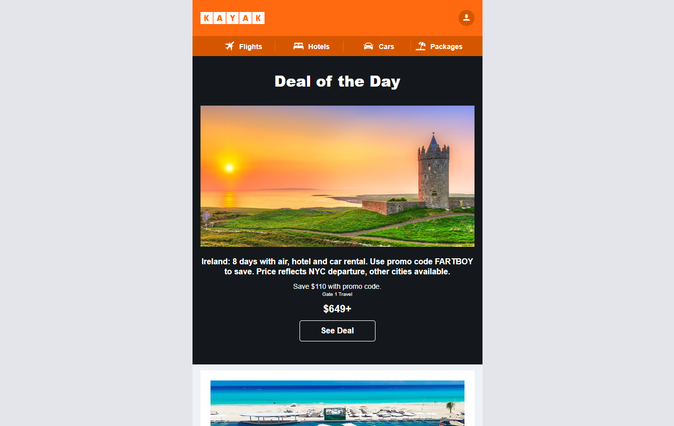 KAYAK
Flights Hotels Cars Packages
Deal of the Day
Ireland: 8 days with air, hotel and car rental. Use promo code FARTBOY
to save. Price reflects NYC departure, other cities available.
Save $110 with promo code.
Gate 1 Travel
$649+
See Deal